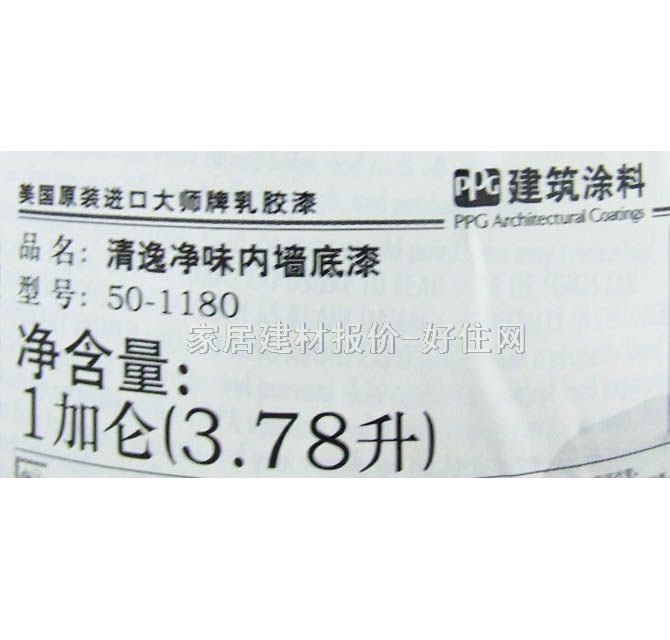 美国原装进口大师牌乳胶漆
PPG 建筑涂料
PPG Architectural Coatings
品名：清逸净味内墙底漆
型号：50-1180
家居建材报价-好住网
净含量：
1加仑(3.78升)